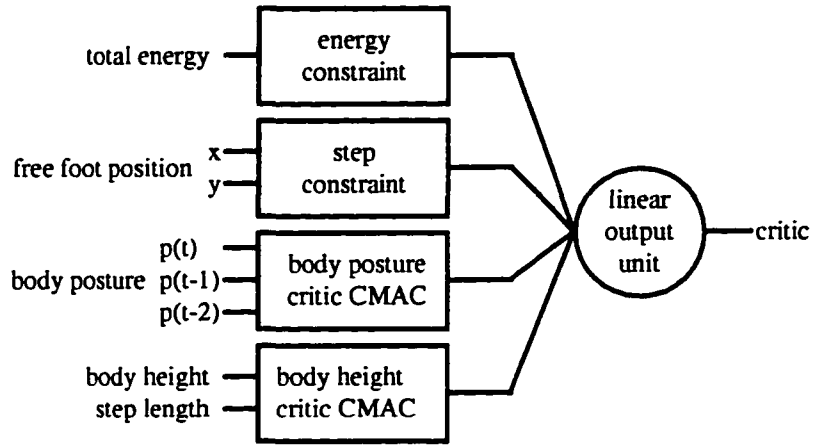 total energy
energy
constraint
free foot position
x
y
step
constraint
body posture
p(t)
p(t-1)
p(t-2)
body posture
critic CMAC
body height
step length
body height
critic CMAC
linear
output
unit
critic